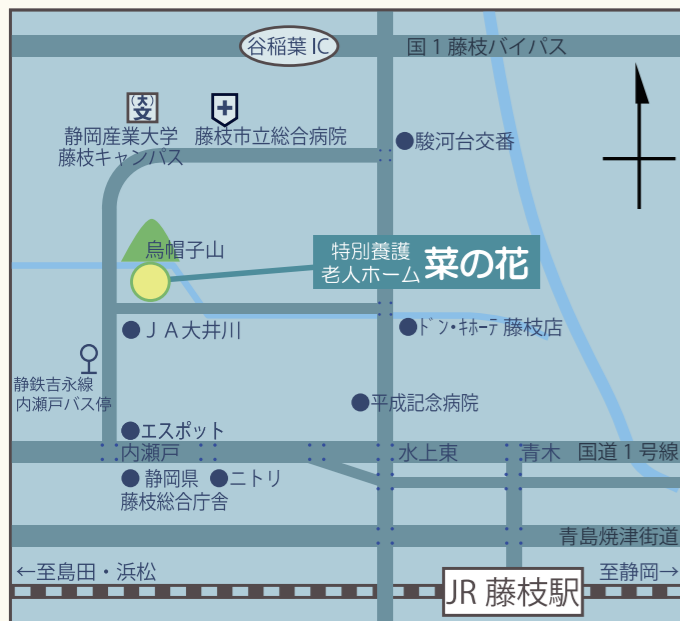 谷稲葉 IC
国1藤枝バイパス
静岡産業大学
藤枝キャンパス
藤枝市立総合病院
駿河台交番
烏帽子山
特別養護
老人ホーム
菜の花
ＪＡ大井川
ドン・キホーテ 藤枝店
静鉄吉永線
内瀬戸バス停
平成記念病院
エスポット
内瀬戸
水上東
青木
国道1号線
静岡県
藤枝総合庁舎
ニトリ
青島焼津街道
←至島田・浜松
至静岡→
JR 藤枝駅